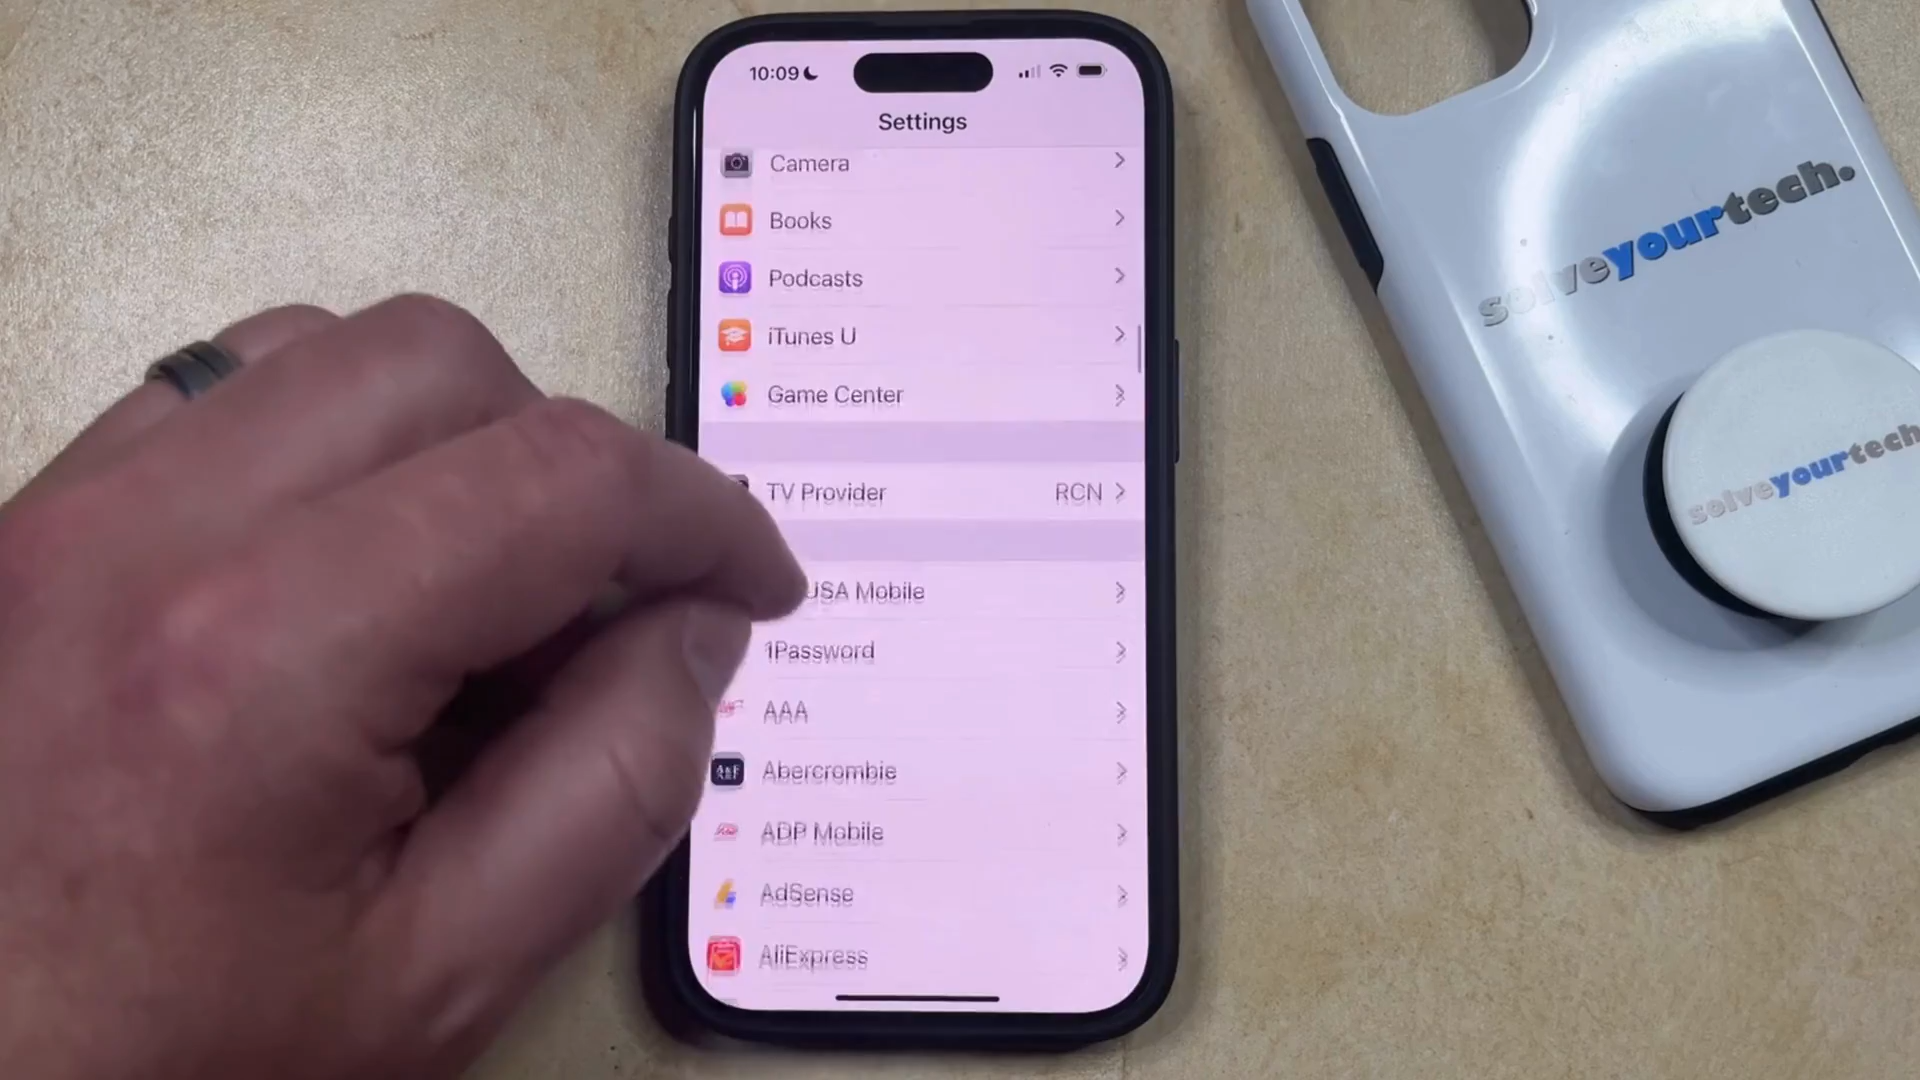 10:09
Settings
Camera
Books
Podcasts
iTunes U
Game Center
TV Provider RCN
USA Mobile
1Password
AAA
A&F Abercrombie
ADP Mobile
AdSense
AliExpress
solveyourtech.
solveyourtech